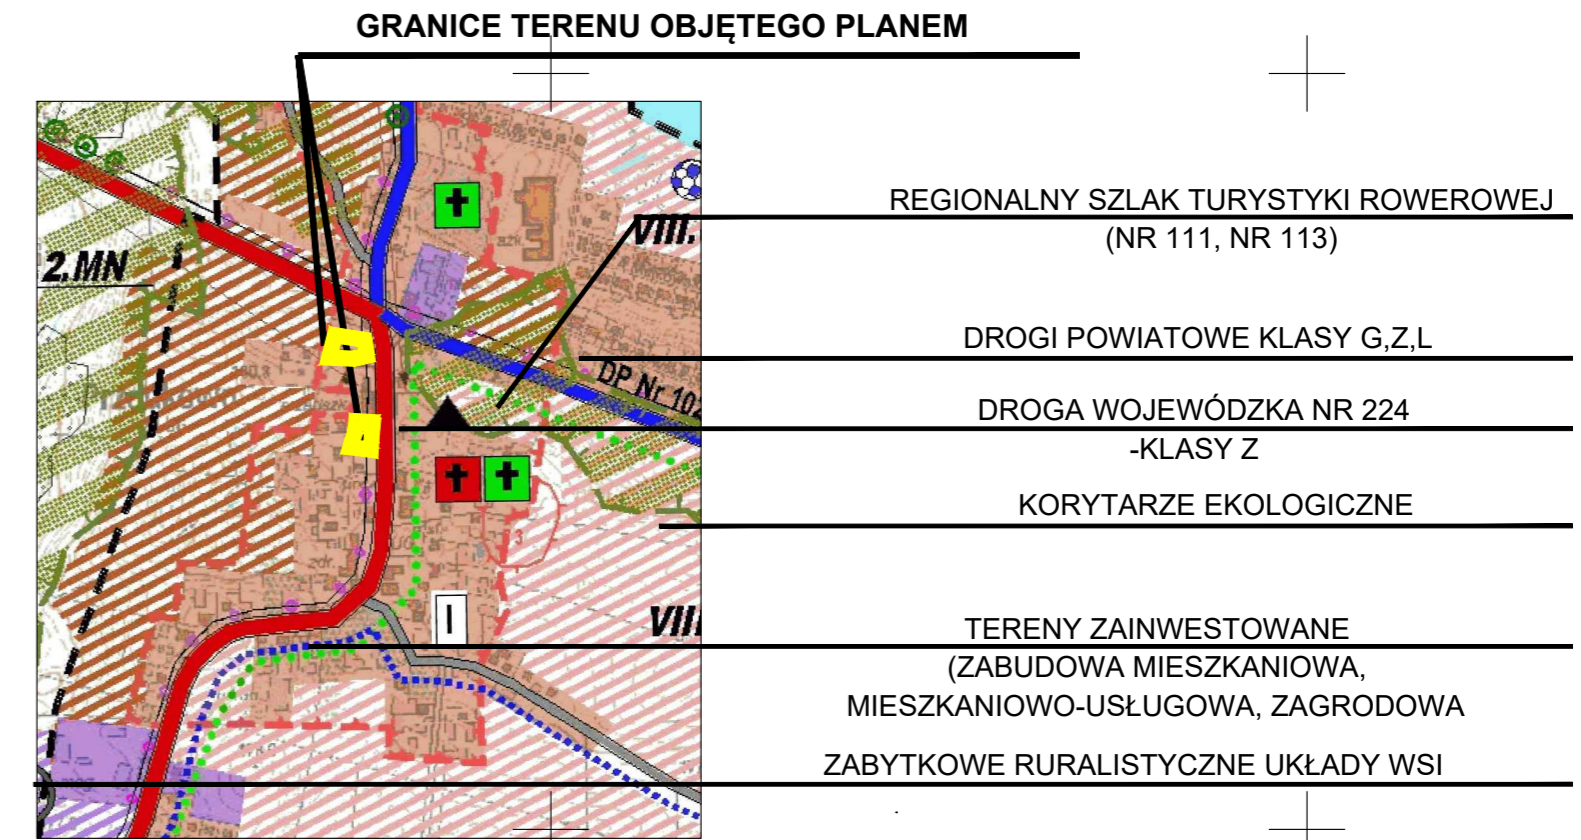 GRANICE TERENU OBJĘTEGO PLANEM
REGIONALNY SZLAK TURYSTYKI ROWEROWEJ
(NR 111, NR 113)
VIII.
2.MN
DROGI POWIATOWE KLASY G,Z,L
DP Nr 102
DROGA WOJEWÓDZKA NR 224
-KLASY Z
KORYTARZE EKOLOGICZNE
3
I
VIII
TERENY ZAINWESTOWANE
(ZABUDOWA MIESZKANIOWA,
MIESZKANIOWO-USŁUGOWA, ZAGRODOWA
ZABYTKOWE RURALISTYCZNE UKŁADY WSI